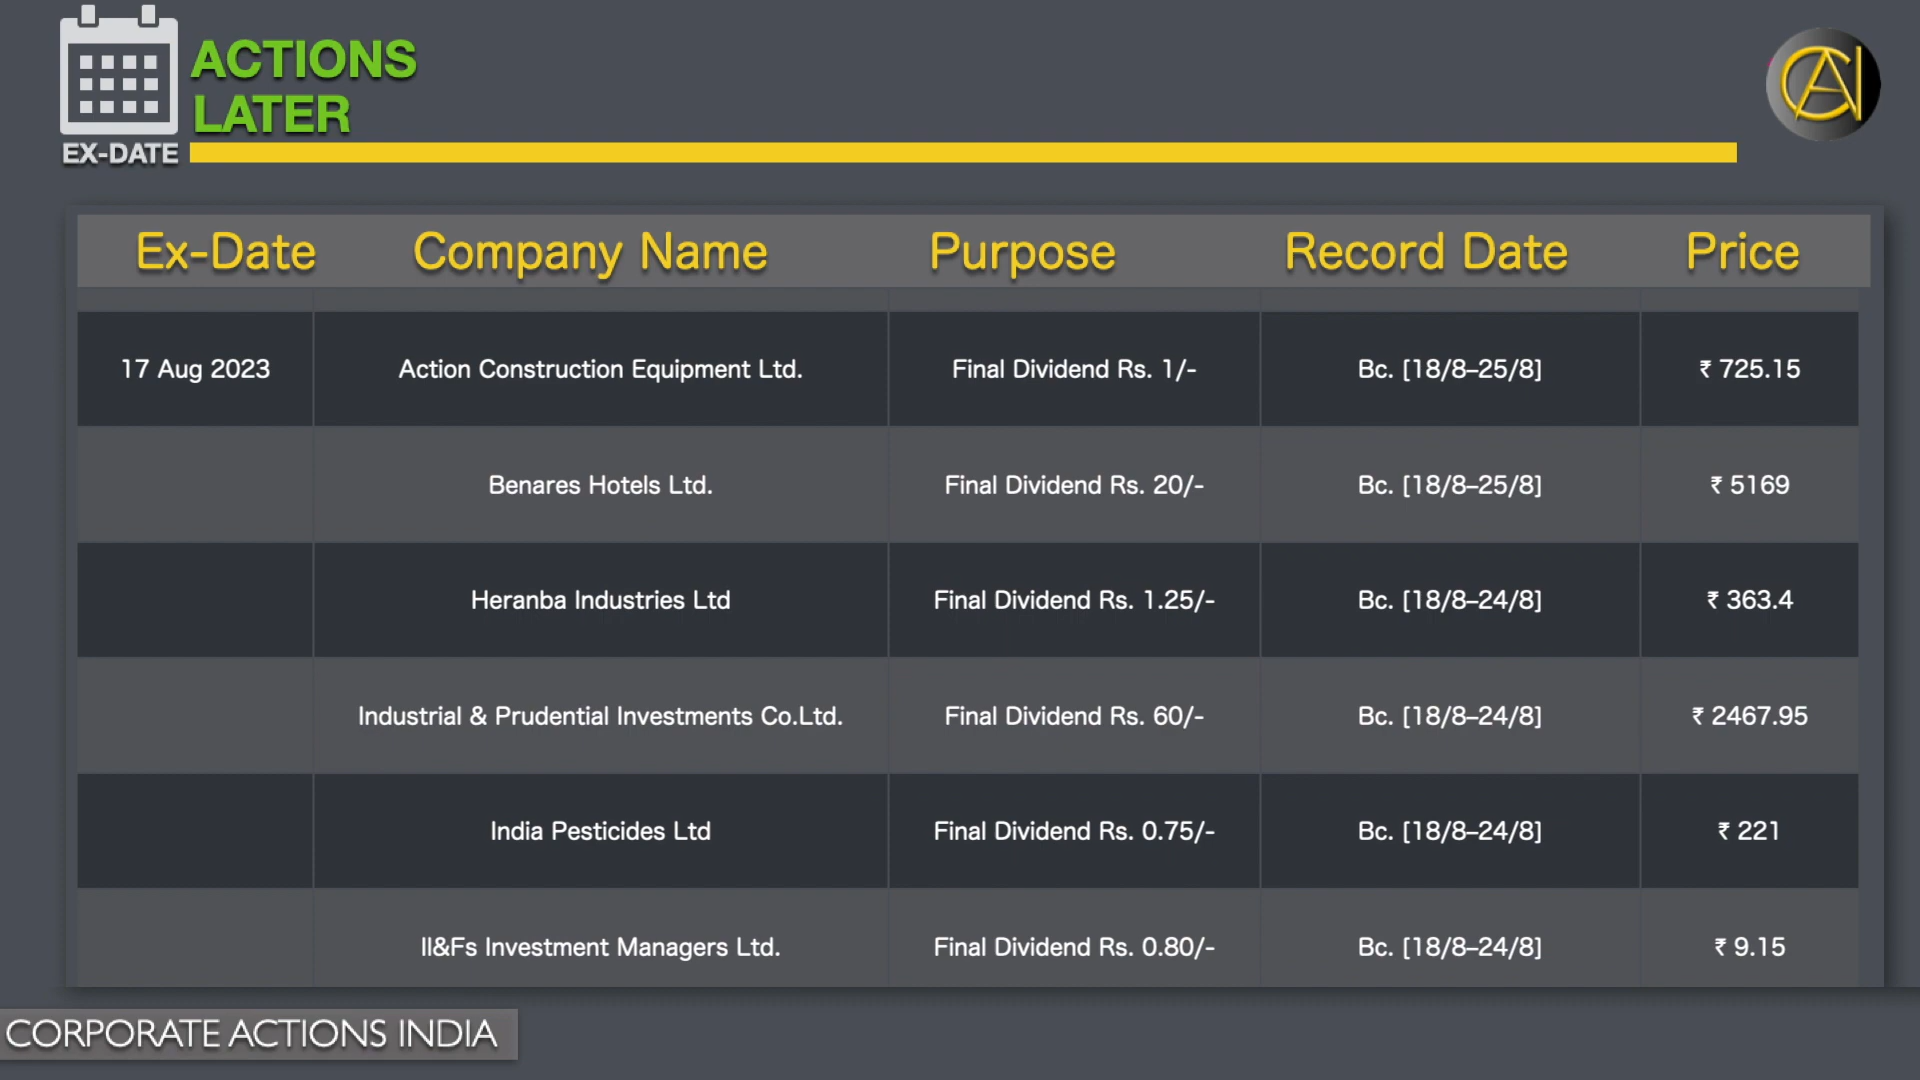 ACTIONS
LATER
EX-DATE
CAI
Ex-Date Company Name Purpose Record Date Price
17 Aug 2023 Action Construction Equipment Ltd. Final Dividend Rs. 1/- Bc. [18/8–25/8] ₹ 725.15
Benares Hotels Ltd. Final Dividend Rs. 20/- Bc. [18/8–25/8] ₹ 5169
Heranba Industries Ltd Final Dividend Rs. 1.25/- Bc. [18/8–24/8] ₹ 363.4
Industrial & Prudential Investments Co.Ltd. Final Dividend Rs. 60/- Bc. [18/8–24/8] ₹ 2467.95
India Pesticides Ltd Final Dividend Rs. 0.75/- Bc. [18/8–24/8] ₹ 221
Il&Fs Investment Managers Ltd. Final Dividend Rs. 0.80/- Bc. [18/8–24/8] ₹ 9.15
CORPORATE ACTIONS INDIA